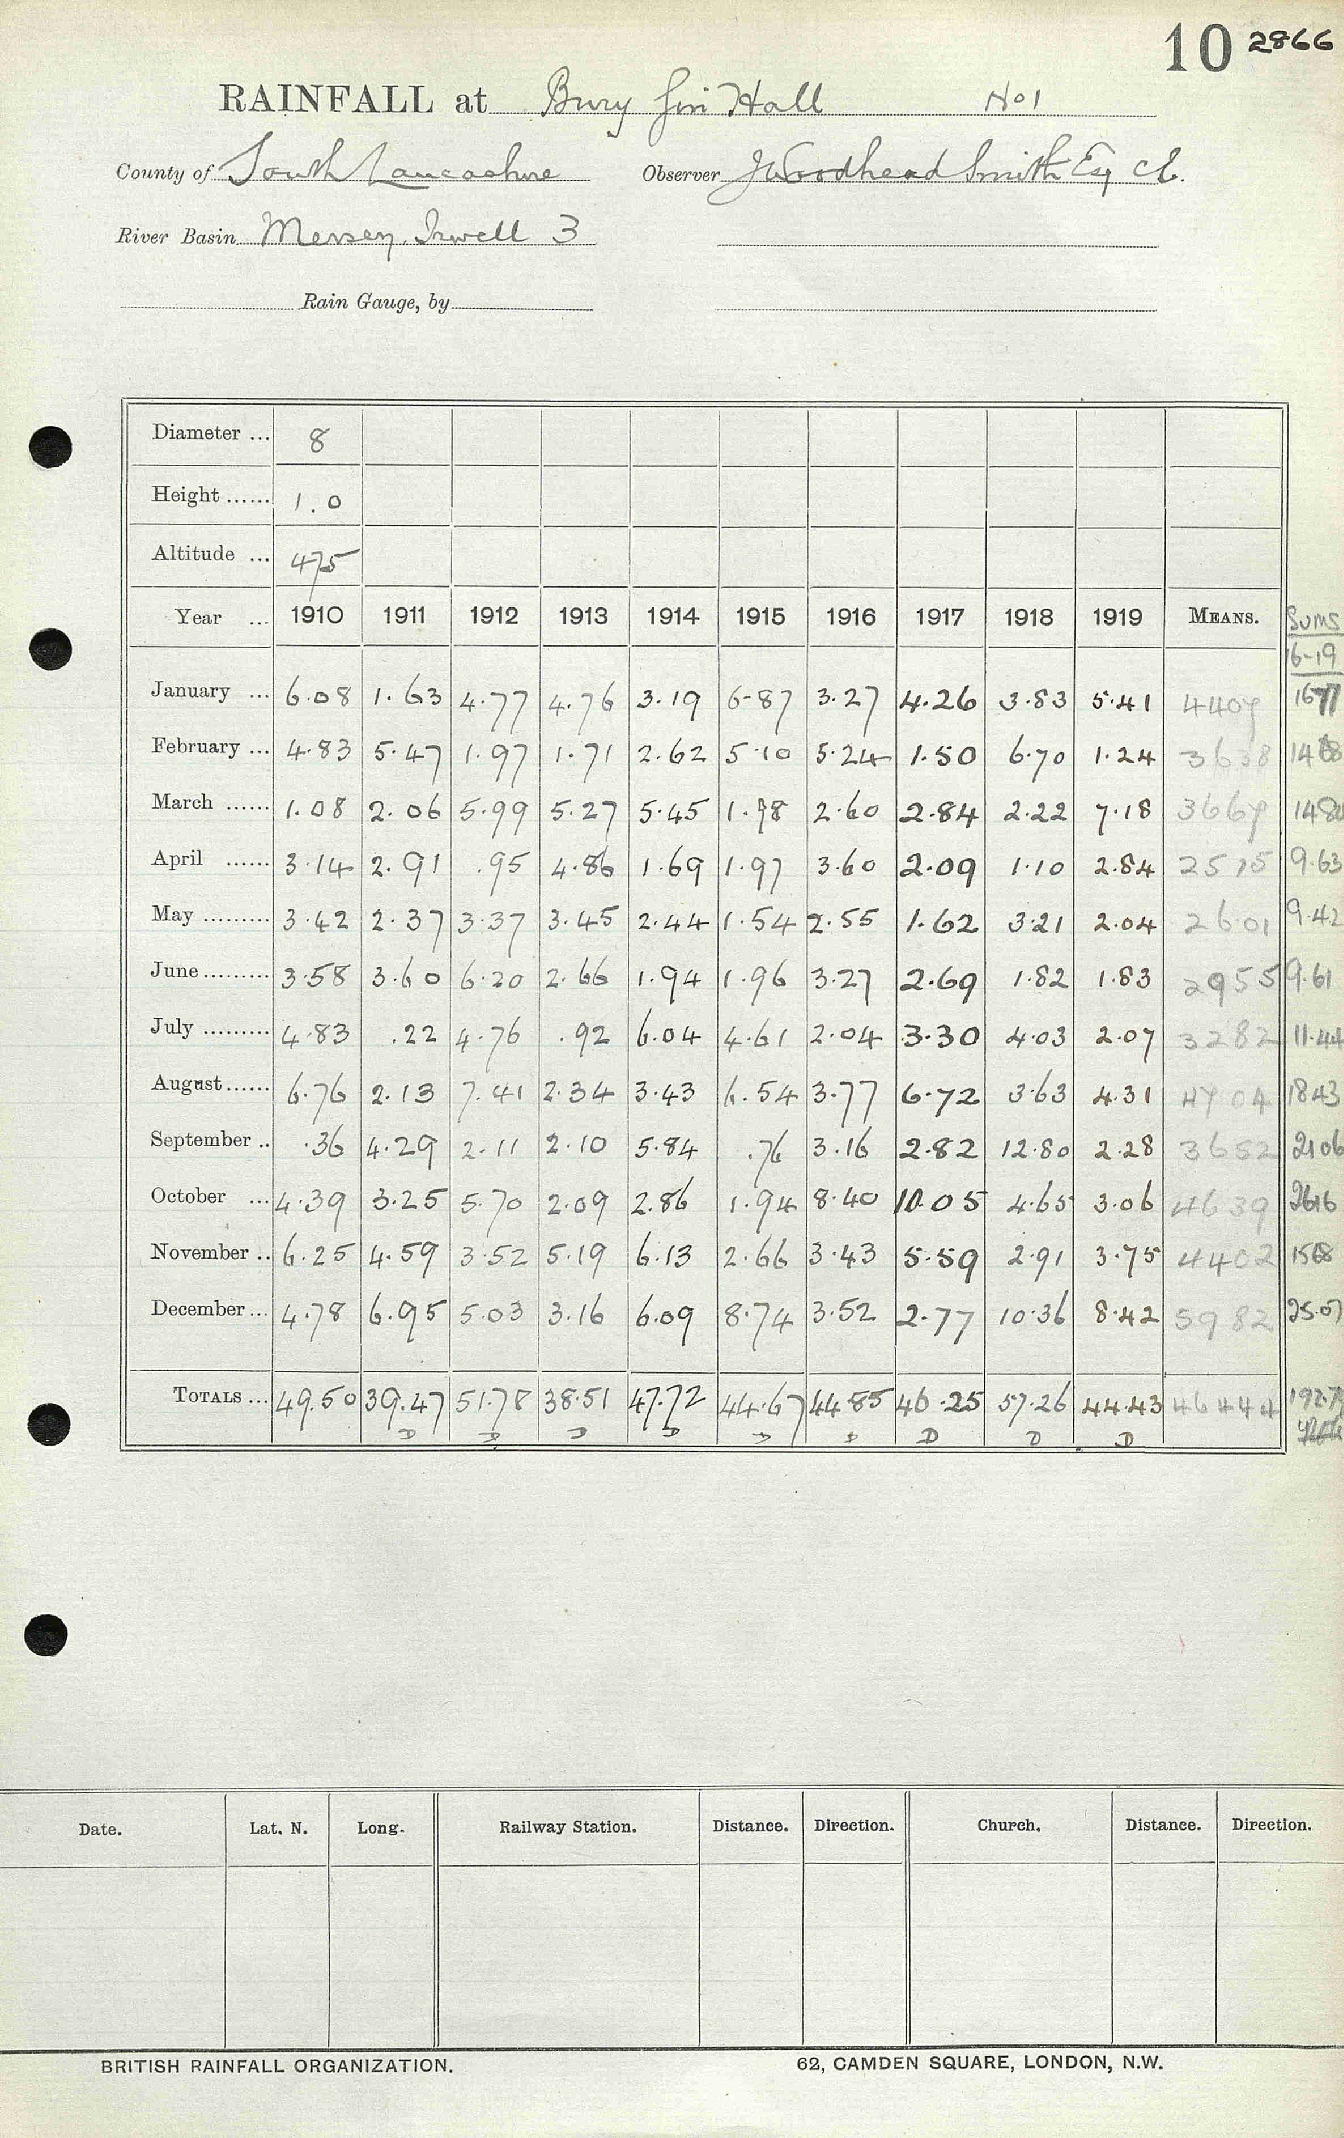 10 2866
RAINFALL at Bury Gin Hall No 1
County of South Lancashire Observer J Woodhead Smith Esq CE.
River Basin Mersey. Irwell 3
Rain Gauge, by
Diameter ... 8
Height ...... 1.0
Altitude ... 475
Year ... 1910 1911 1912 1913 1914 1915 1916 1917 1918 1919 MEANS. Sums
16-19
January ... 6.08 1.63 4.77 4.76 3.19 6.87 3.27 4.26 3.83 5.41 4407 1677
February ... 4.83 5.47 1.97 1.71 2.62 5.10 5.24 1.50 6.70 1.24 3638 1468
March ...... 1.08 2.06 5.99 5.27 5.45 1.98 2.60 2.84 2.22 7.18 3667 1484
April ...... 3.14 2.91 .95 4.86 1.69 1.97 3.60 2.09 1.10 2.84 2515 9.63
May ......... 3.42 2.37 3.37 3.45 2.44 1.54 2.55 1.62 3.21 2.04 2601 9.42
June ......... 3.58 3.60 6.20 2.66 1.94 1.96 3.27 2.69 1.82 1.83 2955 9.61
July ......... 4.83 .22 4.76 .92 6.04 4.61 2.04 3.30 4.03 2.07 3282 11.44
August ...... 6.76 2.13 7.41 2.34 3.43 6.54 3.77 6.72 3.63 4.31 4704 1843
September .. .36 4.29 2.11 2.10 5.84 .76 3.16 2.82 12.80 2.28 3652 2106
October ... 4.39 3.25 5.70 2.09 2.86 1.94 8.40 10.05 4.65 3.06 4639 2616
November .. 6.25 4.59 3.52 5.19 6.13 2.66 3.43 5.59 2.91 3.75 4402 1568
December ... 4.78 6.95 5.03 3.16 6.09 8.74 3.52 2.77 10.36 8.42 5982 25.07
TOTALS ... 49.50 39.47 51.78 38.51 47.72 44.67 44.85 46.25 57.26 44.43 46444 192.79
D D D D D D D D D
Date. Lat. N. Long. Railway Station. Distance. Direction. Church. Distance. Direction.
BRITISH RAINFALL ORGANIZATION. 62, CAMDEN SQUARE, LONDON, N.W.